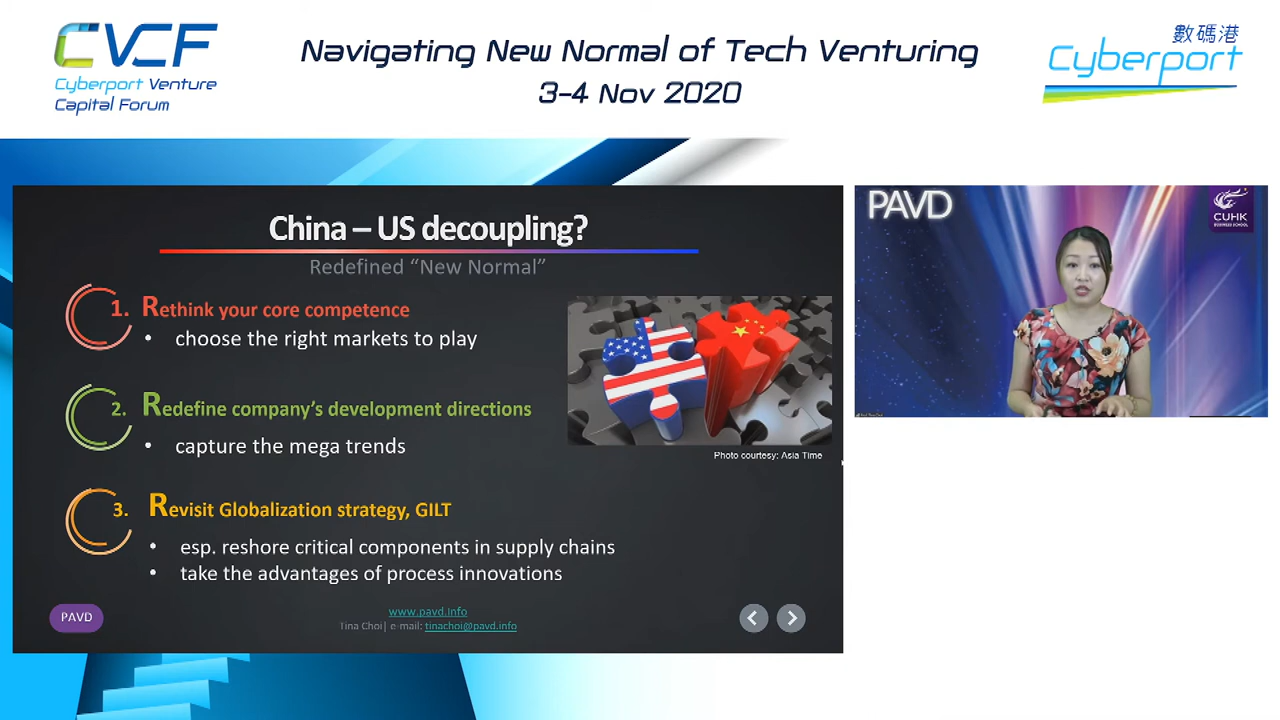 CVCF
Cyberport Venture
Capital Forum
Navigating New Normal of Tech Venturing
3-4 Nov 2020
數碼港
Cyberport
China – US decoupling?
Redefined “New Normal”
1. Rethink your core competence
• choose the right markets to play
2. Redefine company’s development directions
• capture the mega trends
3. Revisit Globalization strategy, GILT
• esp. reshore critical components in supply chains
• take the advantages of process innovations
Photo courtesy: Asia Time
PAVD
www.pavd.info
Tina Choi| e-mail: tinachoi@pavd.info
PAVD
CUHK
BUSINESS SCHOOL